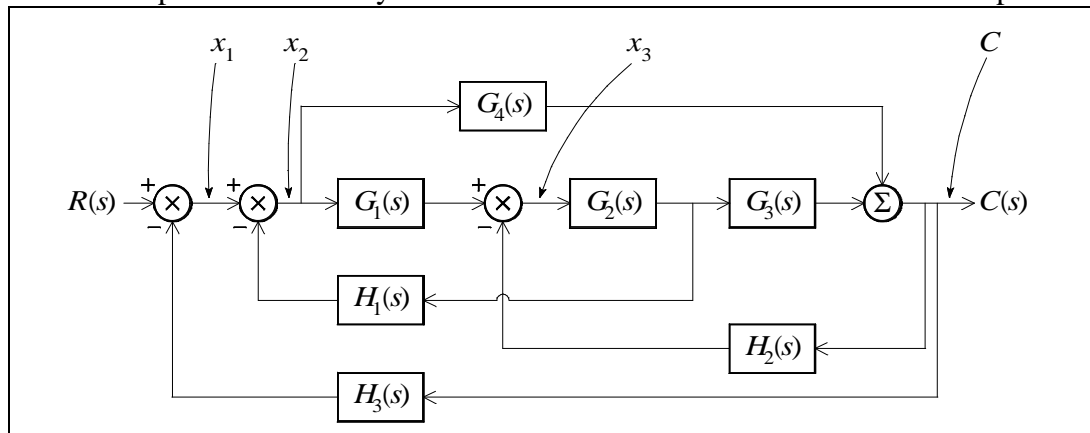 x1 x2 x3 C
G4(s)
R(s) + × + × G1(s) + × G2(s) G3(s) Σ C(s)
− − −
H1(s)
H2(s)
H3(s)